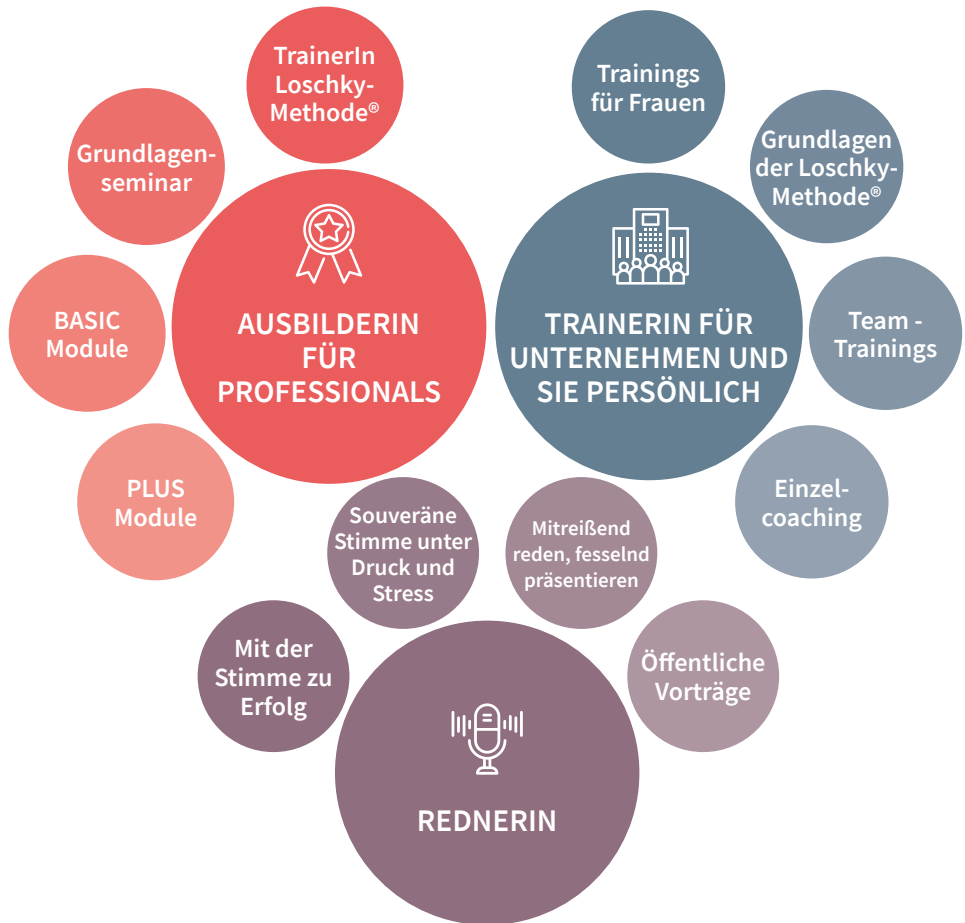 TrainerIn
Loschky-
Methode®
Grundlagen-
seminar
BASIC
Module
PLUS
Module
AUSBILDERIN
FÜR
PROFESSIONALS
Trainings
für Frauen
Grundlagen
der Loschky-
Methode®
Team -
Trainings
Einzel-
coaching
TRAINERIN FÜR
UNTERNEHMEN UND
SIE PERSÖNLICH
Souveräne
Stimme unter
Druck und
Stress
Mitreißend
reden, fesselnd
präsentieren
Mit der
Stimme zu
Erfolg
Öffentliche
Vorträge
REDNERIN